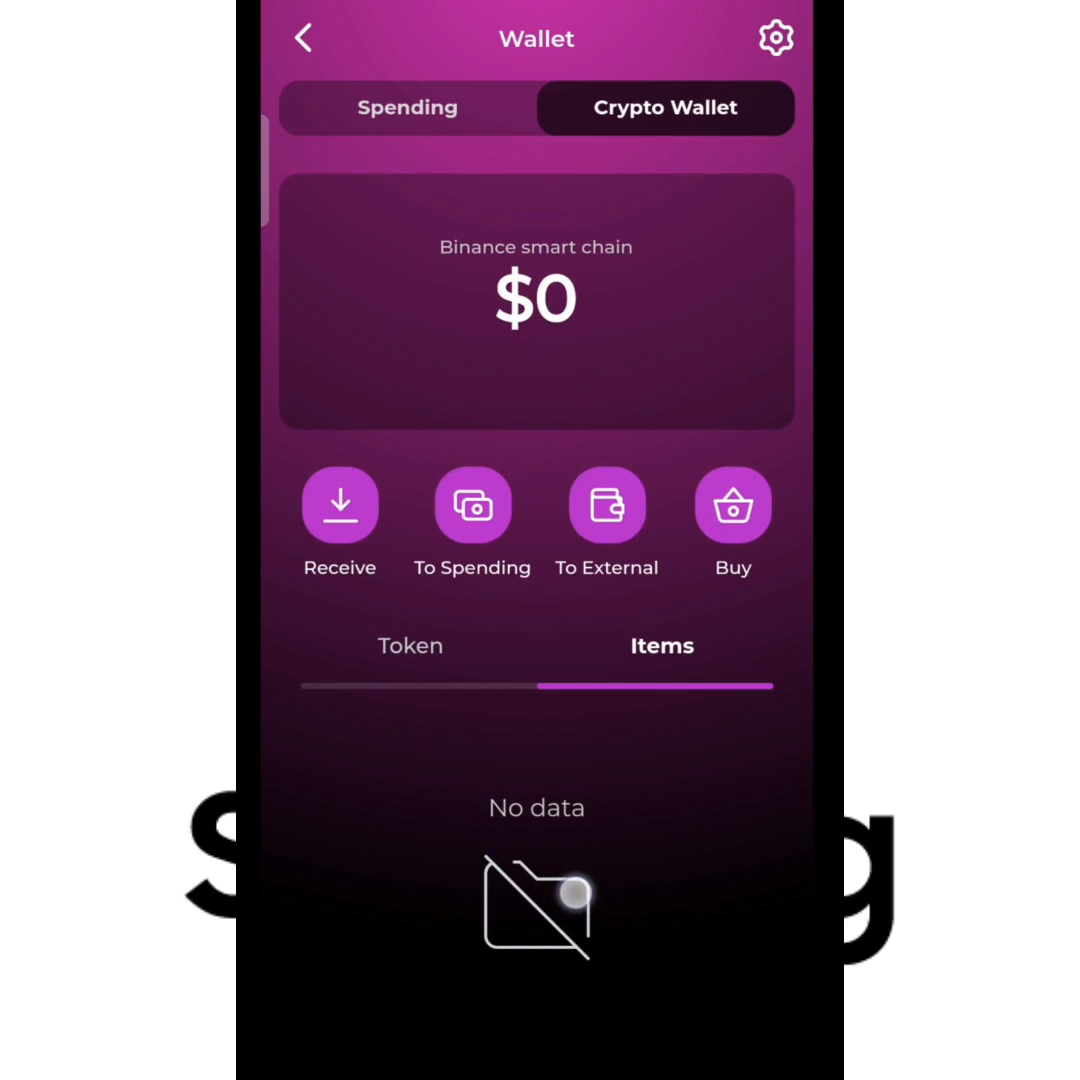 Wallet
Spending
Crypto Wallet
Binance smart chain
$0
Receive
To Spending
To External
Buy
Token
Items
No data
S
g